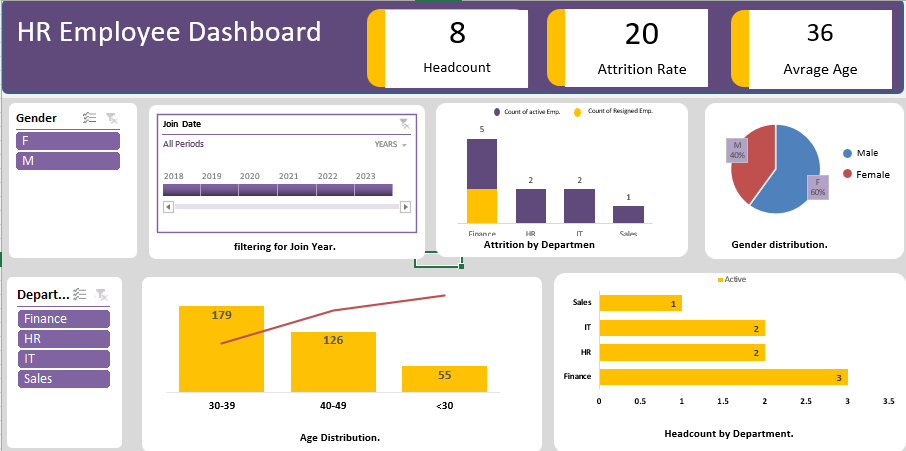 HR Employee Dashboard
8
Headcount
20
Attrition Rate
36
Avrage Age
Gender
F
M
Join Date
All Periods
YEARS
2018 2019 2020 2021 2022 2023
filtering for Join Year.
Count of active Emp. Count of Resigned Emp.
5
2
2
1
Finance HR IT Sales
Attrition by Departmen
M
40%
F
60%
Male
Female
Gender distribution.
Depart...
Finance
HR
IT
Sales
179
126
55
30-39 40-49 <30
Age Distribution.
Active
Sales 1
IT 2
HR 2
Finance 3
0 0.5 1 1.5 2 2.5 3 3.5
Headcount by Department.